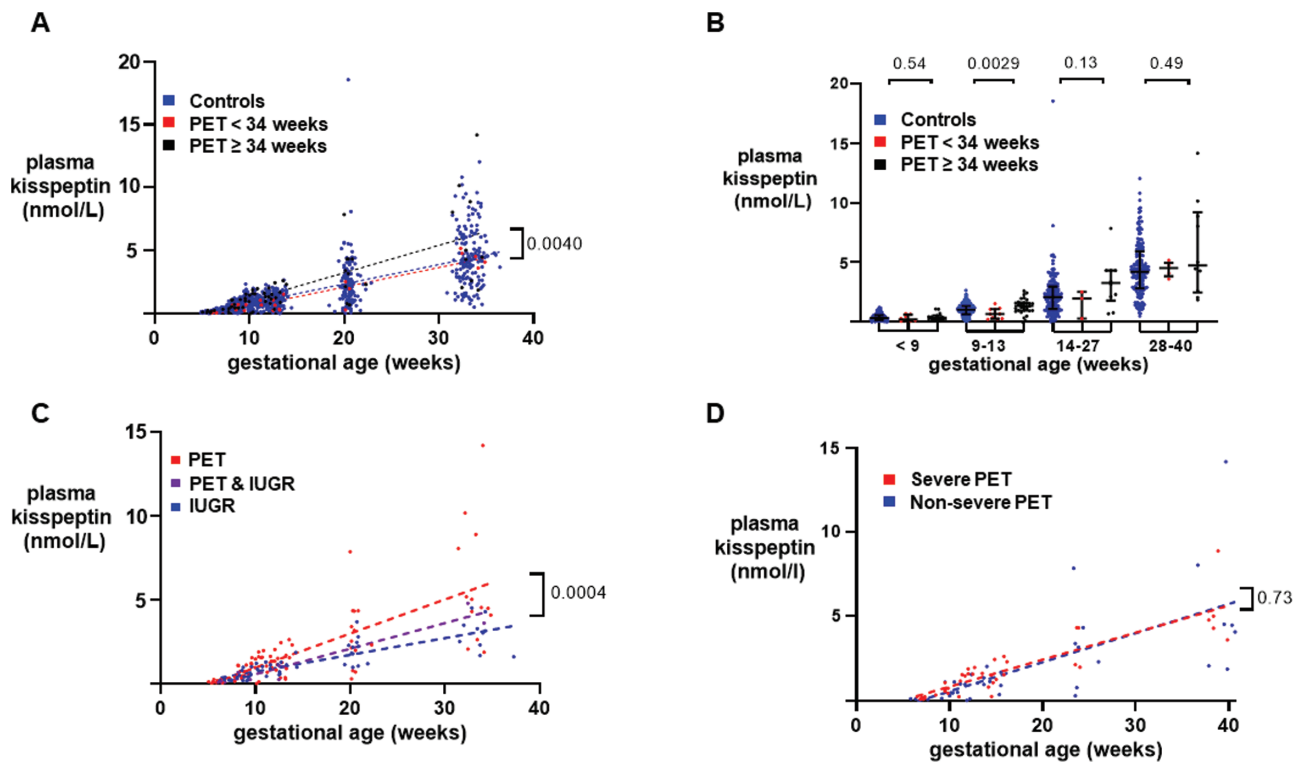 A
20
15
10
5
Controls
PET < 34 weeks
PET ≥ 34 weeks
plasma
kisspeptin
(nmol/L)
0.0040
0 10 20 30 40
gestational age (weeks)
B
0.54 0.0029 0.13 0.49
20
15
10
5
Controls
PET < 34 weeks
PET ≥ 34 weeks
plasma
kisspeptin
(nmol/L)
< 9 9-13 14-27 28-40
gestational age (weeks)
C
15
10
5
PET
PET & IUGR
IUGR
plasma
kisspeptin
(nmol/L)
0.0004
0 10 20 30 40
gestational age (weeks)
D
15
10
5
Severe PET
Non-severe PET
plasma
kisspeptin
(nmol/l)
0.73
0 10 20 30 40
gestational age (weeks)